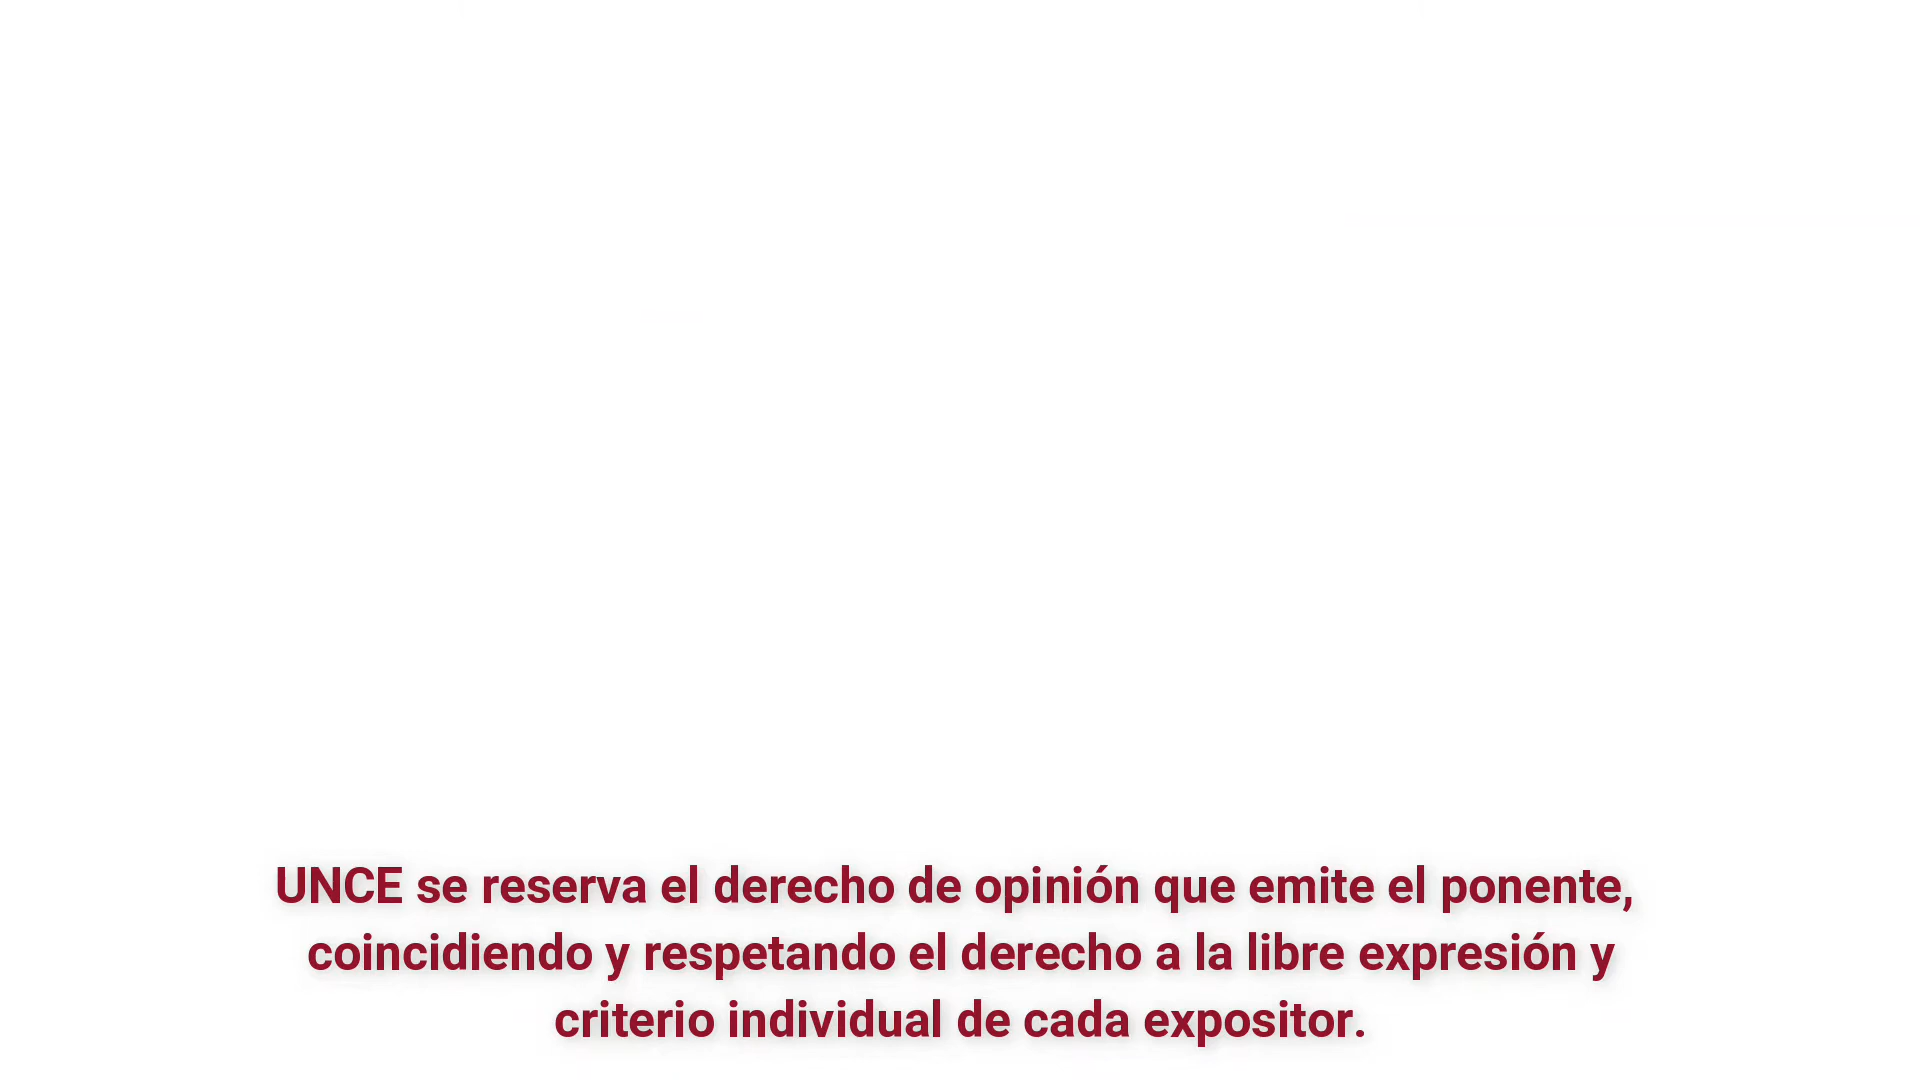 UNCE se reserva el derecho de opinión que emite el ponente,
coincidiendo y respetando el derecho a la libre expresión y
criterio individual de cada expositor.